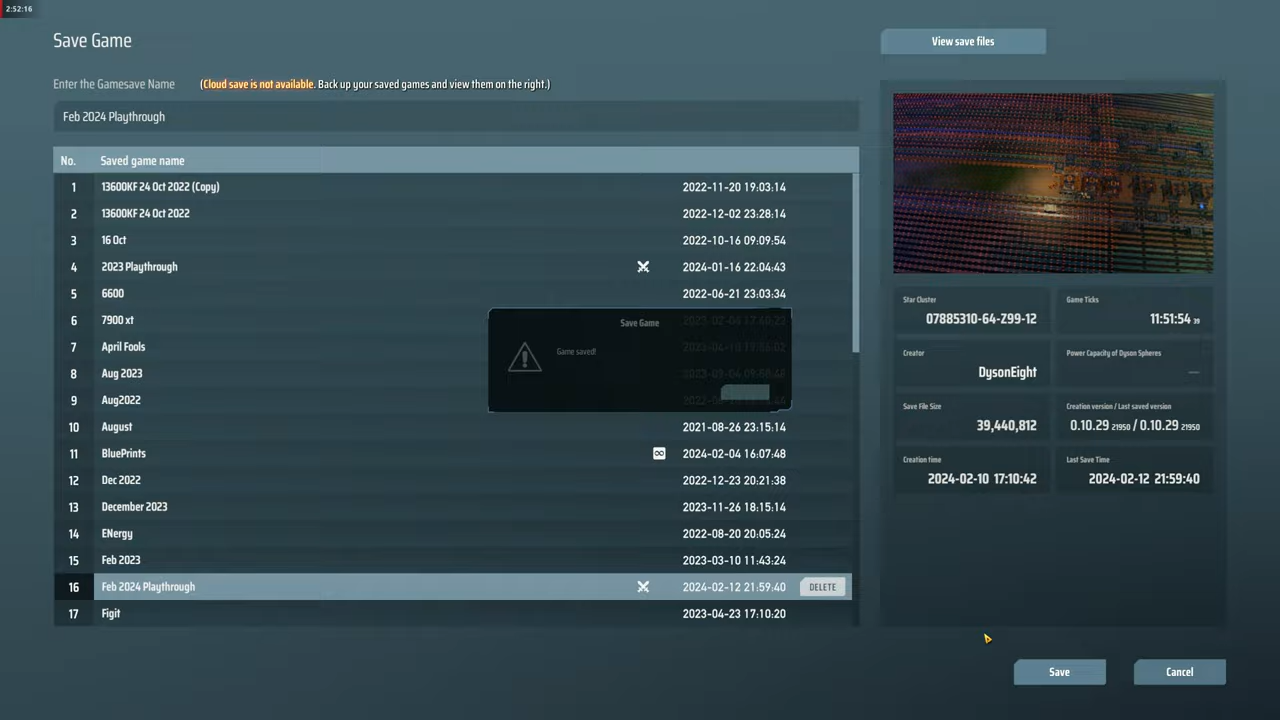 2:52:16
Save Game
View save files
Enter the Gamesave Name (Cloud save is not available. Back up your saved games and view them on the right.)
Feb 2024 Playthrough
No. Saved game name
1 13600KF 24 Oct 2022 (Copy) 2022-11-20 19:03:14
2 13600KF 24 Oct 2022 2022-12-02 23:28:14
3 16 Oct 2022-10-16 09:09:54
4 2023 Playthrough 2024-01-16 22:04:43
5 6600 2022-06-21 23:03:34
6 7900 xt
7 April Fools
8 Aug 2023
9 Aug2022
10 August 2021-08-26 23:15:14
11 BluePrints 2024-02-04 16:07:48
12 Dec 2022 2022-12-23 20:21:38
13 December 2023 2023-11-26 18:15:14
14 ENergy 2022-08-20 20:05:24
15 Feb 2023 2023-03-10 11:43:24
16 Feb 2024 Playthrough 2024-02-12 21:59:40 DELETE
17 Figit 2023-04-23 17:10:20
Save Game
Game saved!
Star Cluster
07885310-64-Z99-12
Game Ticks
11:51:54 39
Creator
DysonEight
Power Capacity of Dyson Spheres
—
Save File Size
39,440,812
Creation version / Last saved version
0.10.29 21950 / 0.10.29 21950
Creation time
2024-02-10 17:10:42
Last Save Time
2024-02-12 21:59:40
Save
Cancel